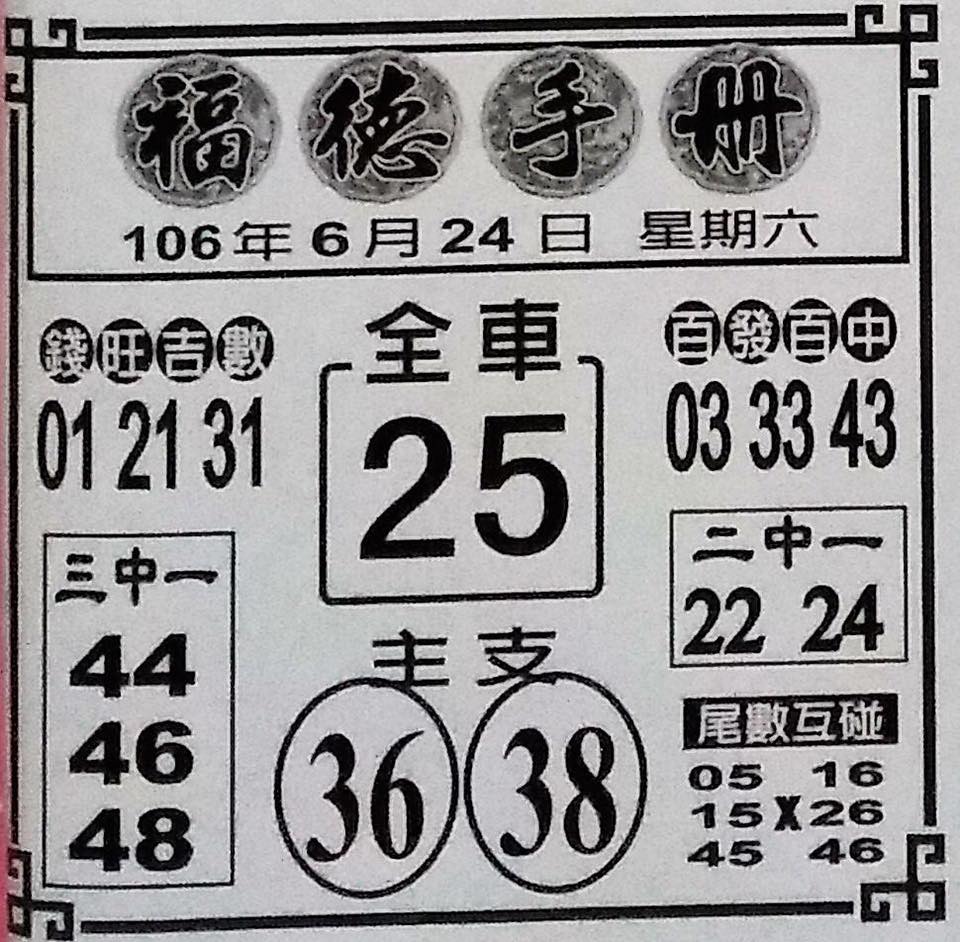 福德手册
106年6月24日 星期六
錢旺吉數
01 21 31
全車
25
百發百中
03 33 43
三中一
44
46
48
主支
36 38
二中一
22 24
尾數互碰
05 16
15 X 26
45 46